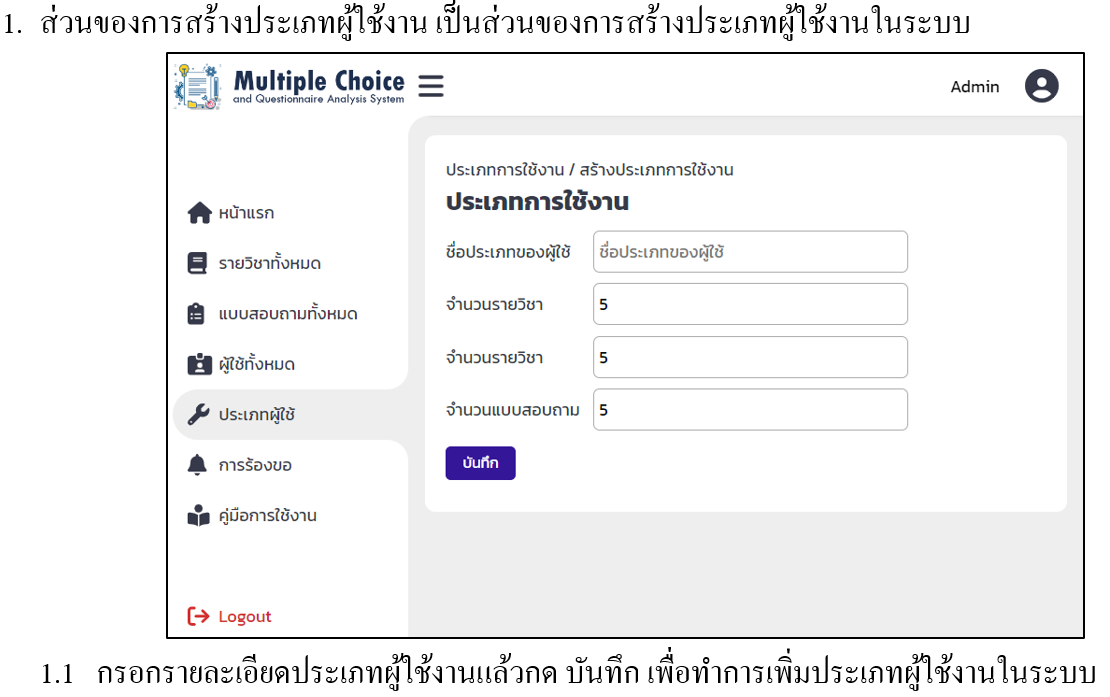 1. ส่วนของการสร้างประเภทผู้ใช้งาน เป็นส่วนของการสร้างประเภทผู้ใช้งานในระบบ
Multiple Choice
and Questionnaire Analysis System
Admin
หน้าแรก
รายวิชาทั้งหมด
แบบสอบถามทั้งหมด
ผู้ใช้ทั้งหมด
ประเภทผู้ใช้
การร้องขอ
คู่มือการใช้งาน
Logout
ประเภทการใช้งาน / สร้างประเภทการใช้งาน
ประเภทการใช้งาน
ชื่อประเภทของผู้ใช้ ชื่อประเภทของผู้ใช้
จำนวนรายวิชา 5
จำนวนรายวิชา 5
จำนวนแบบสอบถาม 5
บันทึก
1.1 กรอกรายละเอียดประเภทผู้ใช้งานแล้วกด บันทึก เพื่อทำการเพิ่มประเภทผู้ใช้งานในระบบ